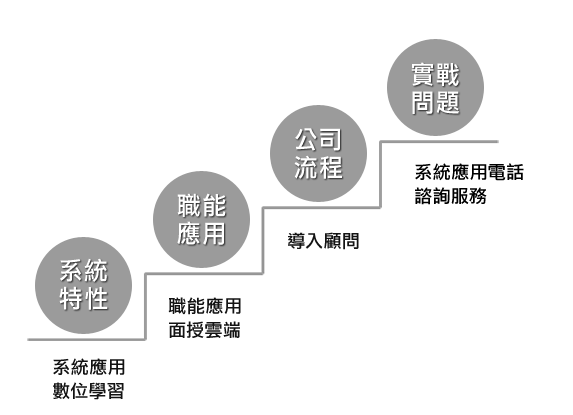 實戰
問題
系統應用電話
諮詢服務
公司
流程
導入顧問
職能
應用
職能應用
面授雲端
系統
特性
系統應用
數位學習